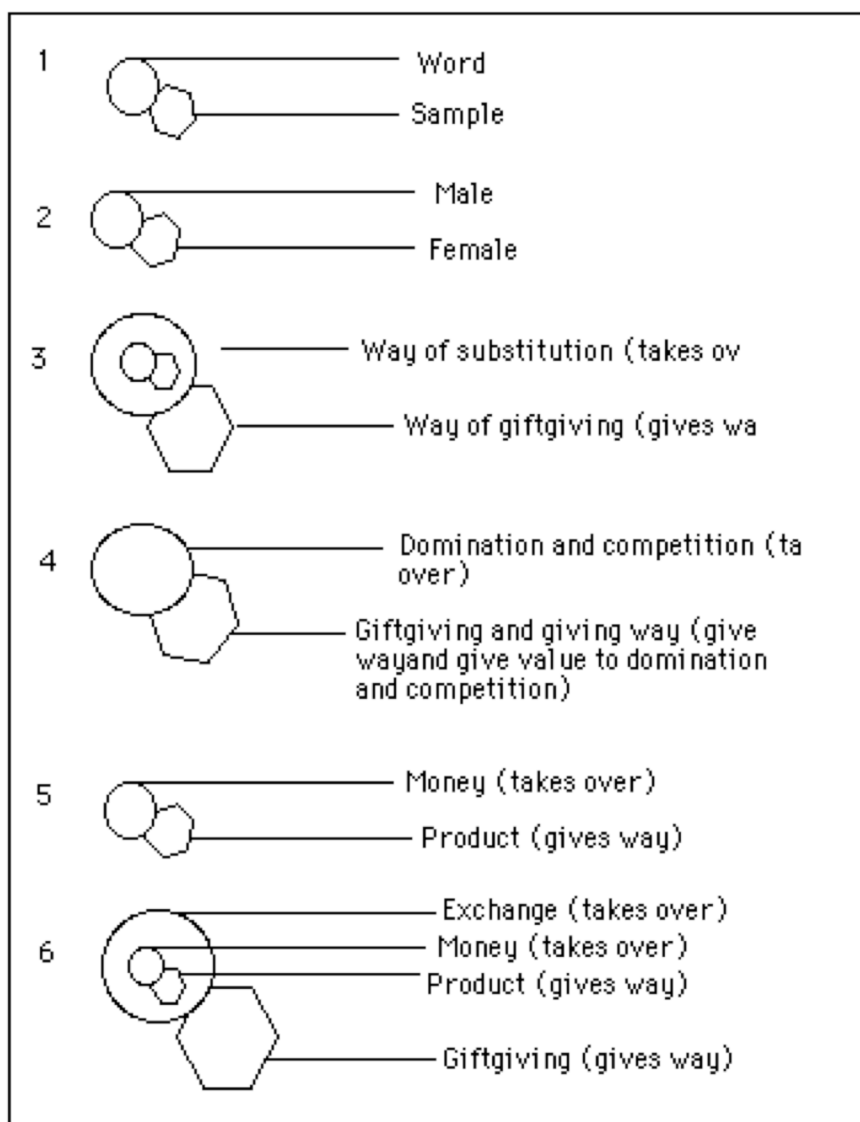 1
Word
Sample
2
Male
Female
3
Way of substitution (takes ov
Way of giftgiving (gives wa
4
Domination and competition (ta
over)
Giftgiving and giving way (give
wayand give value to domination
and competition)
5
Money (takes over)
Product (gives way)
6
Exchange (takes over)
Money (takes over)
Product (gives way)
Giftgiving (gives way)